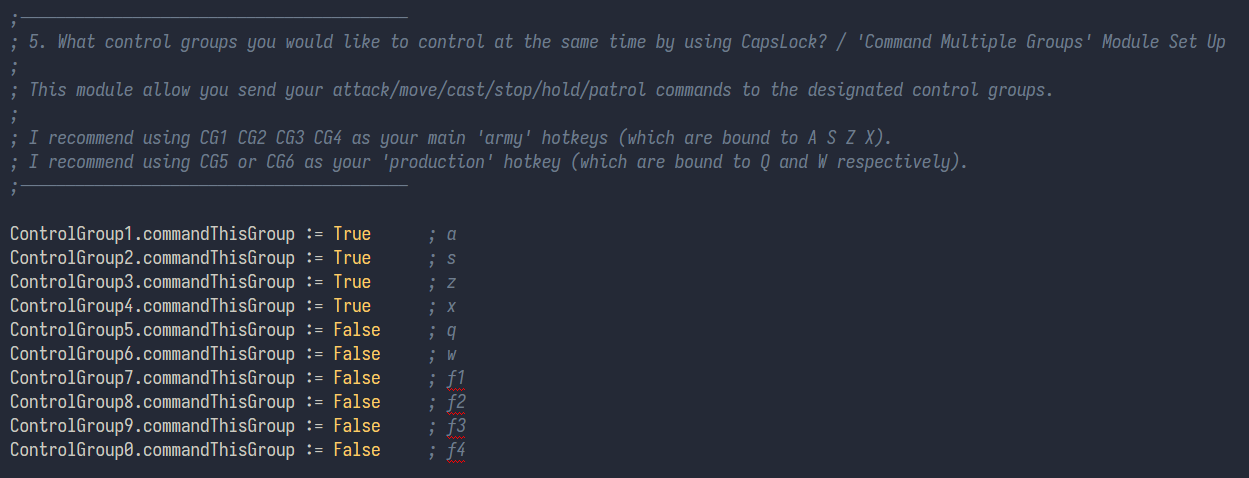 ;─────────────────────────────────────────
; 5. What control groups you would like to control at the same time by using CapsLock? / 'Command Multiple Groups' Module Set Up
;
; This module allow you send your attack/move/cast/stop/hold/patrol commands to the designated control groups.
;
; I recommend using CG1 CG2 CG3 CG4 as your main 'army' hotkeys (which are bound to A S Z X).
; I recommend using CG5 or CG6 as your 'production' hotkey (which are bound to Q and W respectively).
;─────────────────────────────────────────
ControlGroup1.commandThisGroup := True      ; a
ControlGroup2.commandThisGroup := True      ; s
ControlGroup3.commandThisGroup := True      ; z
ControlGroup4.commandThisGroup := True      ; x
ControlGroup5.commandThisGroup := False     ; q
ControlGroup6.commandThisGroup := False     ; w
ControlGroup7.commandThisGroup := False     ; f1
ControlGroup8.commandThisGroup := False     ; f2
ControlGroup9.commandThisGroup := False     ; f3
ControlGroup0.commandThisGroup := False     ; f4